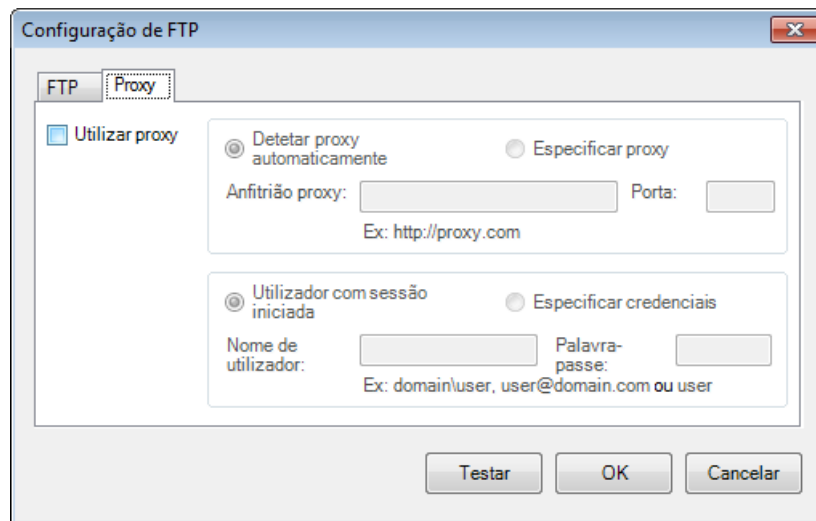 Configuração de FTP
FTP
Proxy
Utilizar proxy
Detetar proxy
automaticamente
Especificar proxy
Anfitrião proxy:
Porta:
Ex: http://proxy.com
Utilizador com sessão
iniciada
Especificar credenciais
Nome de
utilizador:
Palavra-
passe:
Ex: domain\user, user@domain.com ou user
Testar
OK
Cancelar